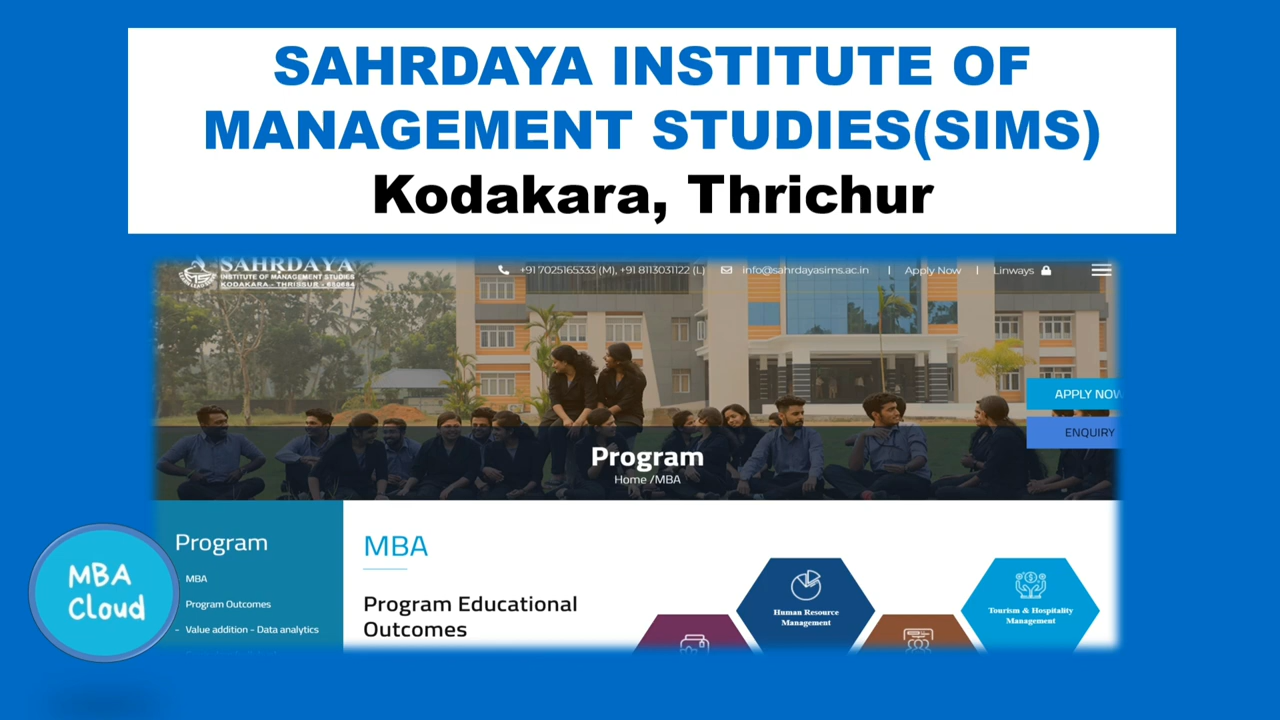 SAHRDAYA INSTITUTE OF
MANAGEMENT STUDIES(SIMS)
Kodakara, Thrichur
SAHRDAYA
INSTITUTE OF MANAGEMENT STUDIES
KODAKARA - THRISSUR - 680684
+91 7025165333 (M), +91 8113031122 (L)
info@sahrdayasims.ac.in | Apply Now | Linways
APPLY NOW
ENQUIRY
Program
Home /MBA
Program
MBA
Program Outcomes
- Value addition - Data analytics
MBA
Program Educational
Outcomes
Human Resource
Management
Tourism & Hospitality
Management
MBA
Cloud